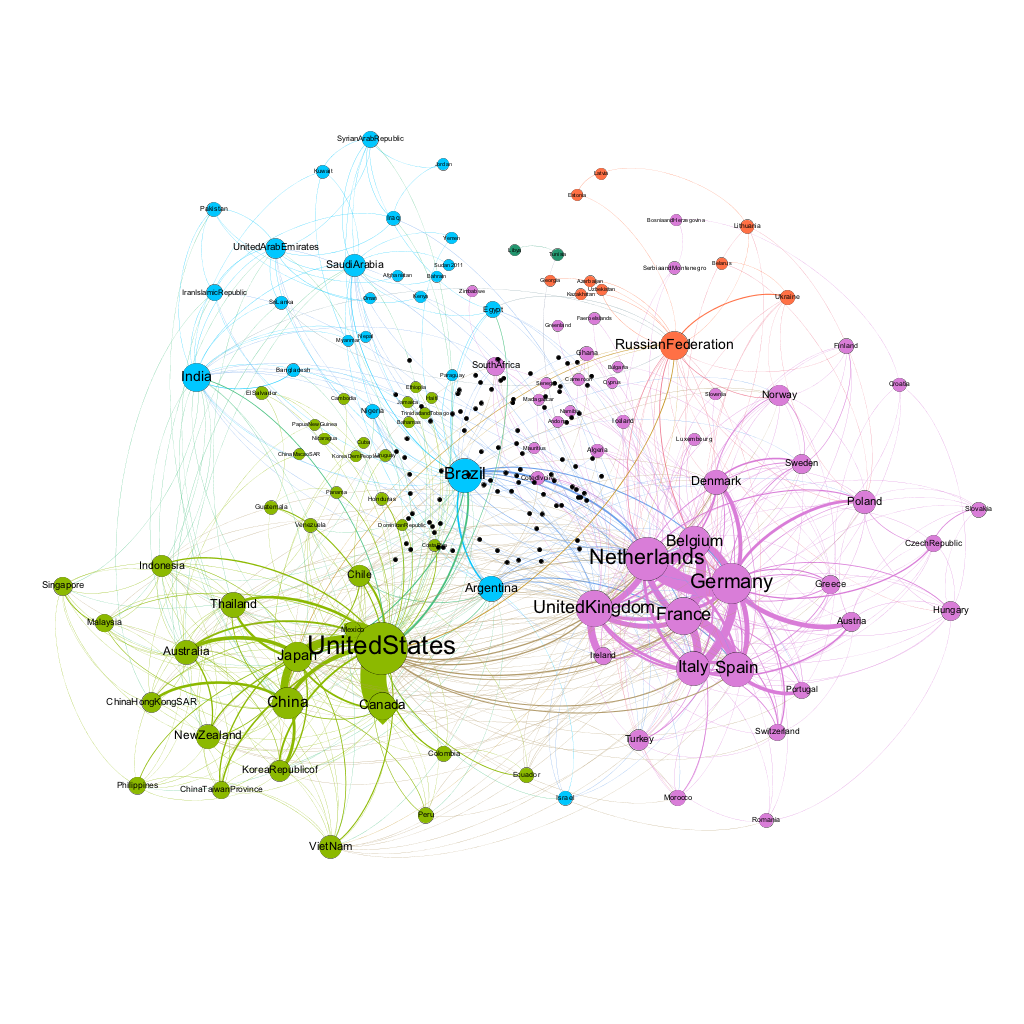 SyrianArabRepublic
Jordan
Kuwait
Latvia
Estonia
Pakistan
Iraq
BosniaandHerzegovina
Lithuania
Yemen
UnitedArabEmirates
Libya
Tunisia
SaudiArabia
Sudan2011
SerbiaandMontenegro
Belarus
Afghanistan
Bahrain
Georgia
Azerbaijan
IranIslamicRepublic
Zimbabwe
Uzbekistan
Kazakhstan
Oman
Kenya
Ukraine
SriLanka
Egypt
FaeroeIslands
Greenland
Myanmar
Nepal
RussianFederation
Finland
Ghana
SouthAfrica
Bulgaria
Bangladesh
India
Paraguay
Cameroon
Senegal
Cyprus
Croatia
Ethiopia
ElSalvador
Slovenia
Norway
Cambodia
Haiti
Jamaica
Madagascar
Nigeria
TrinidadandTobago
Namibia
Bahamas
Andorra
Iceland
PapuaNewGuinea
Nicaragua
Cuba
Luxembourg
ChinaMacaoSAR
KoreaDemPeople
Uruguay
Mauritius
Algeria
Sweden
Brazil
CotedIvoire
Denmark
Panama
Honduras
Poland
Guatemala
Slovakia
Venezuela
DominicanRepublic
Belgium
CostaRica
CzechRepublic
Netherlands
Indonesia
Chile
Germany
Singapore
Argentina
Greece
Thailand
UnitedKingdom
France
Hungary
Malaysia
Austria
Mexico
UnitedStates
Australia
Japan
Ireland
Italy
Spain
Portugal
ChinaHongKongSAR
China
Canada
NewZealand
Switzerland
Turkey
Colombia
KoreaRepublicof
Ecuador
Philippines
ChinaTaiwanProvince
Israel
Morocco
Peru
Romania
VietNam